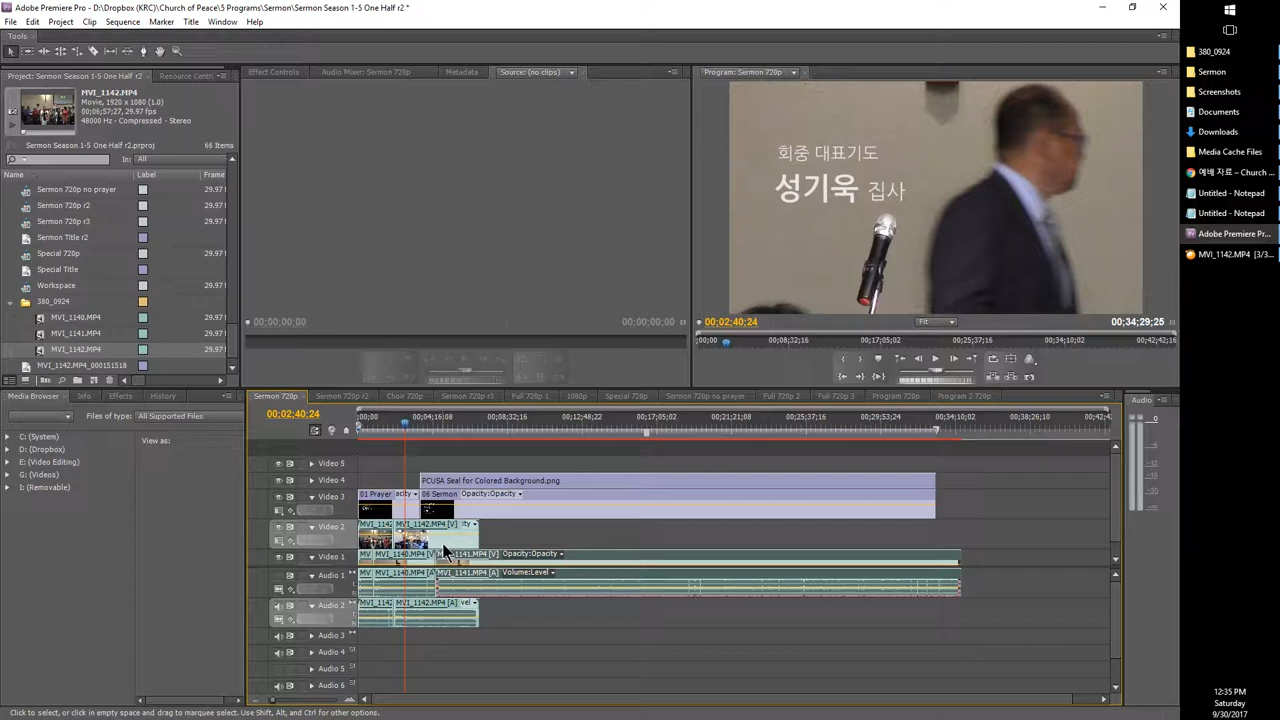 Adobe Premiere Pro - D:\Dropbox (KRC)\Church of Peace\5 Programs\Sermon\Sermon Season 1-5 One Half r2 *
File Edit Project Clip Sequence Marker Title Window Help
Tools
Project: Sermon Season 1-5 One Half r2 Resource Centr
MVI_1142.MP4
Movie, 1920 x 1080 (1.0)
00;06;57;27, 29.97 fps
48000 Hz - Compressed - Stereo
Sermon Season 1-5 One Half r2.prproj 66 Items
In: All
Name Label Frame
Sermon 720p no prayer 29.97
Sermon 720p r2 29.97
Sermon 720p r3 29.97
Sermon Title r2 29.97
Special 720p 29.97
Special Title 29.97
Workspace 29.97
380_0924
MVI_1140.MP4 29.97
MVI_1141.MP4 29.97
MVI_1142.MP4 29.97
MVI_1142.MP4_000151518
Effect Controls Audio Mixer: Sermon 720p Metadata Source: (no clips)
00;00;00;00 00;00;00;00
Program: Sermon 720p
회중 대표기도
성기욱 집사
00;02;40;24 Fit 00;34;29;25
;00;00 00;08;32;16 00;17;05;02 00;25;37;16 00;34;10;02 00;42;42;16
Media Browser Info Effects History
Files of type: All Supported Files
View as:
C: (System)
D: (Dropbox)
E: (Video Editing)
G: (Videos)
I: (Removable)
Sermon 720p Sermon 720p r2 Choir 720p Sermon 720p r3 Full 720p 1 1080p Special 720p Sermon 720p no prayer Full 720p 2 Full 720p 3 Program.720p Program 2.720p
00;02;40;24
;00;00 00;04;16;08 00;08;32;16 00;12;48;22 00;17;05;02 00;21;21;08 00;25;37;16 00;29;53;24 00;34;10;02 00;38;26;10 00;42;42;
Video 5
Video 4 PCUSA Seal for Colored Background.png
Video 3 01 Prayer acity 06 Sermon Opacity:Opacity
Video 2 MVI_1142 MVI_1142.MP4 [V] ity
Video 1 MV MVI_1140.MP4 [V] MVI_1141.MP4 [V] Opacity:Opacity
Audio 1 MV MVI_1140.MP4 [A] MVI_1141.MP4 [A] Volume:Level
Audio 2 MVI_1142 MVI_1142.MP4 [A] vel
Audio 3
Audio 4
Audio 5
Audio 6
Audio
0
Click to select, or click in empty space and drag to marquee select. Use Shift, Alt, and Ctrl for other options.
380_0924
Sermon
Screenshots
Documents
Downloads
Media Cache Files
예배 자료 – Church ...
Untitled - Notepad
Untitled - Notepad
Adobe Premiere Pr...
MVI_1142.MP4 [3/3...
12:35 PM
Saturday
9/30/2017